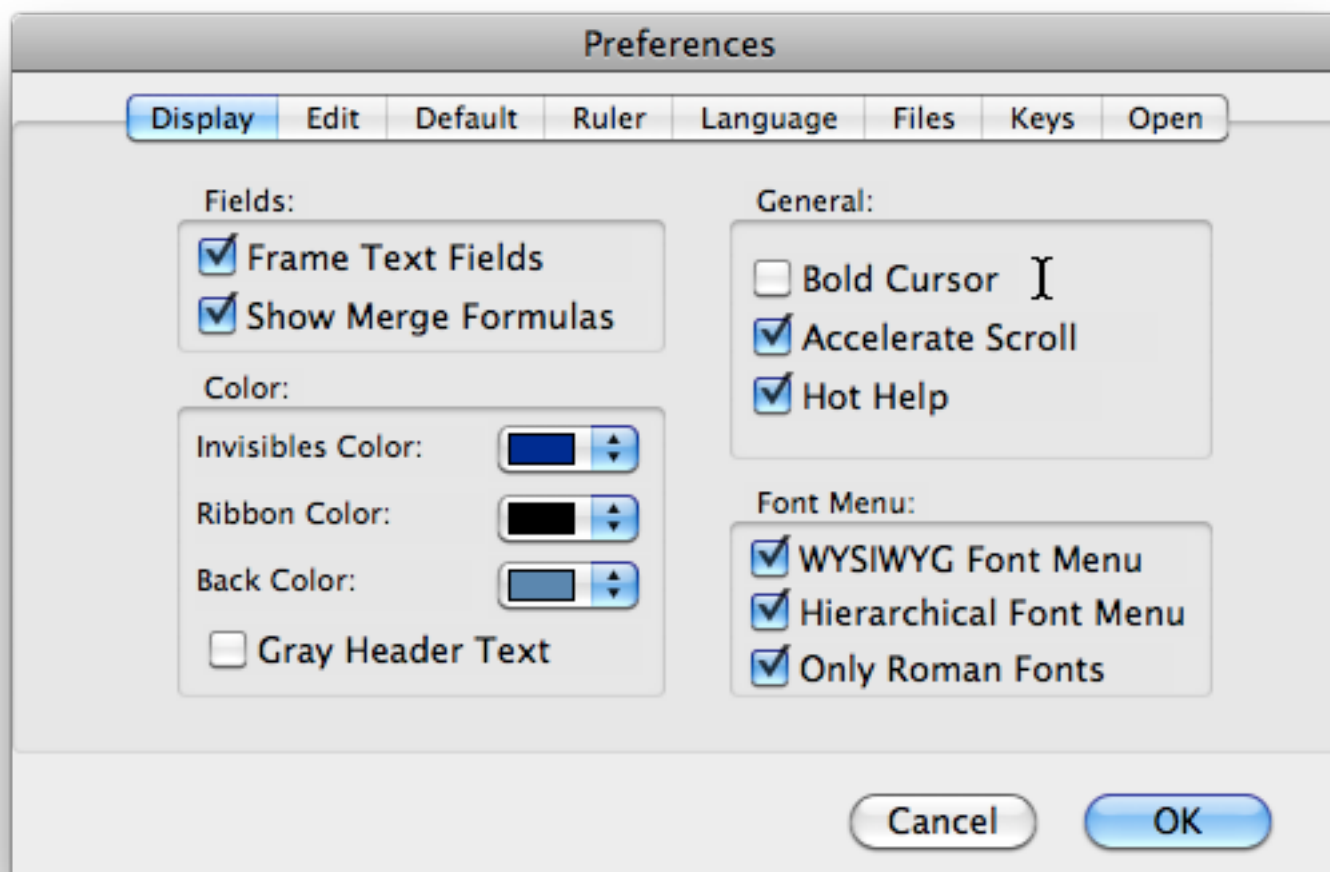 Preferences
Display Edit Default Ruler Language Files Keys Open
Fields:
Frame Text Fields
Show Merge Formulas
Color:
Invisibles Color:
Ribbon Color:
Back Color:
Gray Header Text
General:
Bold Cursor
Accelerate Scroll
Hot Help
Font Menu:
WYSIWYG Font Menu
Hierarchical Font Menu
Only Roman Fonts
Cancel OK